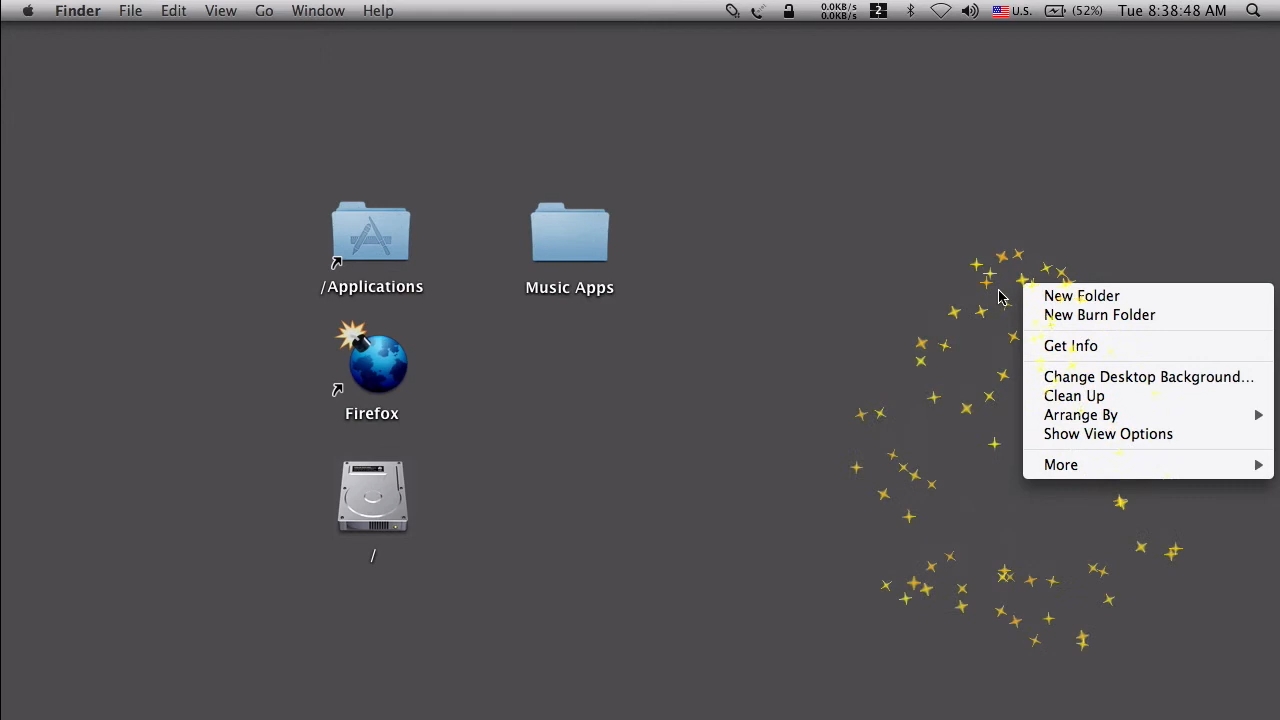 Finder File Edit View Go Window Help 0.0KB/s 2 U.S. (52%) Tue 8:38:48 AM
0.0KB/s
/Applications
Music Apps
Firefox
/
New Folder
New Burn Folder
Get Info
Change Desktop Background...
Clean Up
Arrange By
Show View Options
More